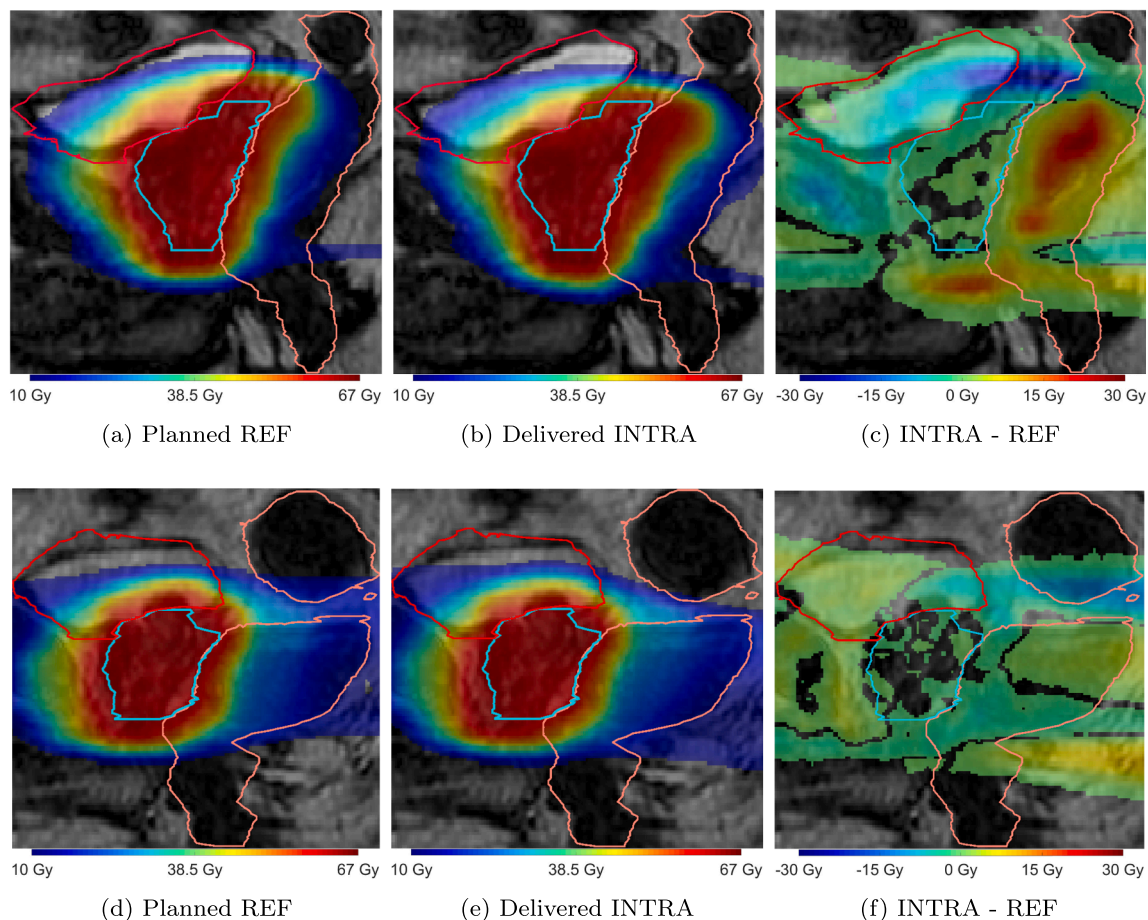 10 Gy 38.5 Gy 67 Gy 10 Gy 38.5 Gy 67 Gy -30 Gy -15 Gy 0 Gy 15 Gy 30 Gy
(a) Planned REF (b) Delivered INTRA (c) INTRA - REF
10 Gy 38.5 Gy 67 Gy 10 Gy 38.5 Gy 67 Gy -30 Gy -15 Gy 0 Gy 15 Gy 30 Gy
(d) Planned REF (e) Delivered INTRA (f) INTRA - REF